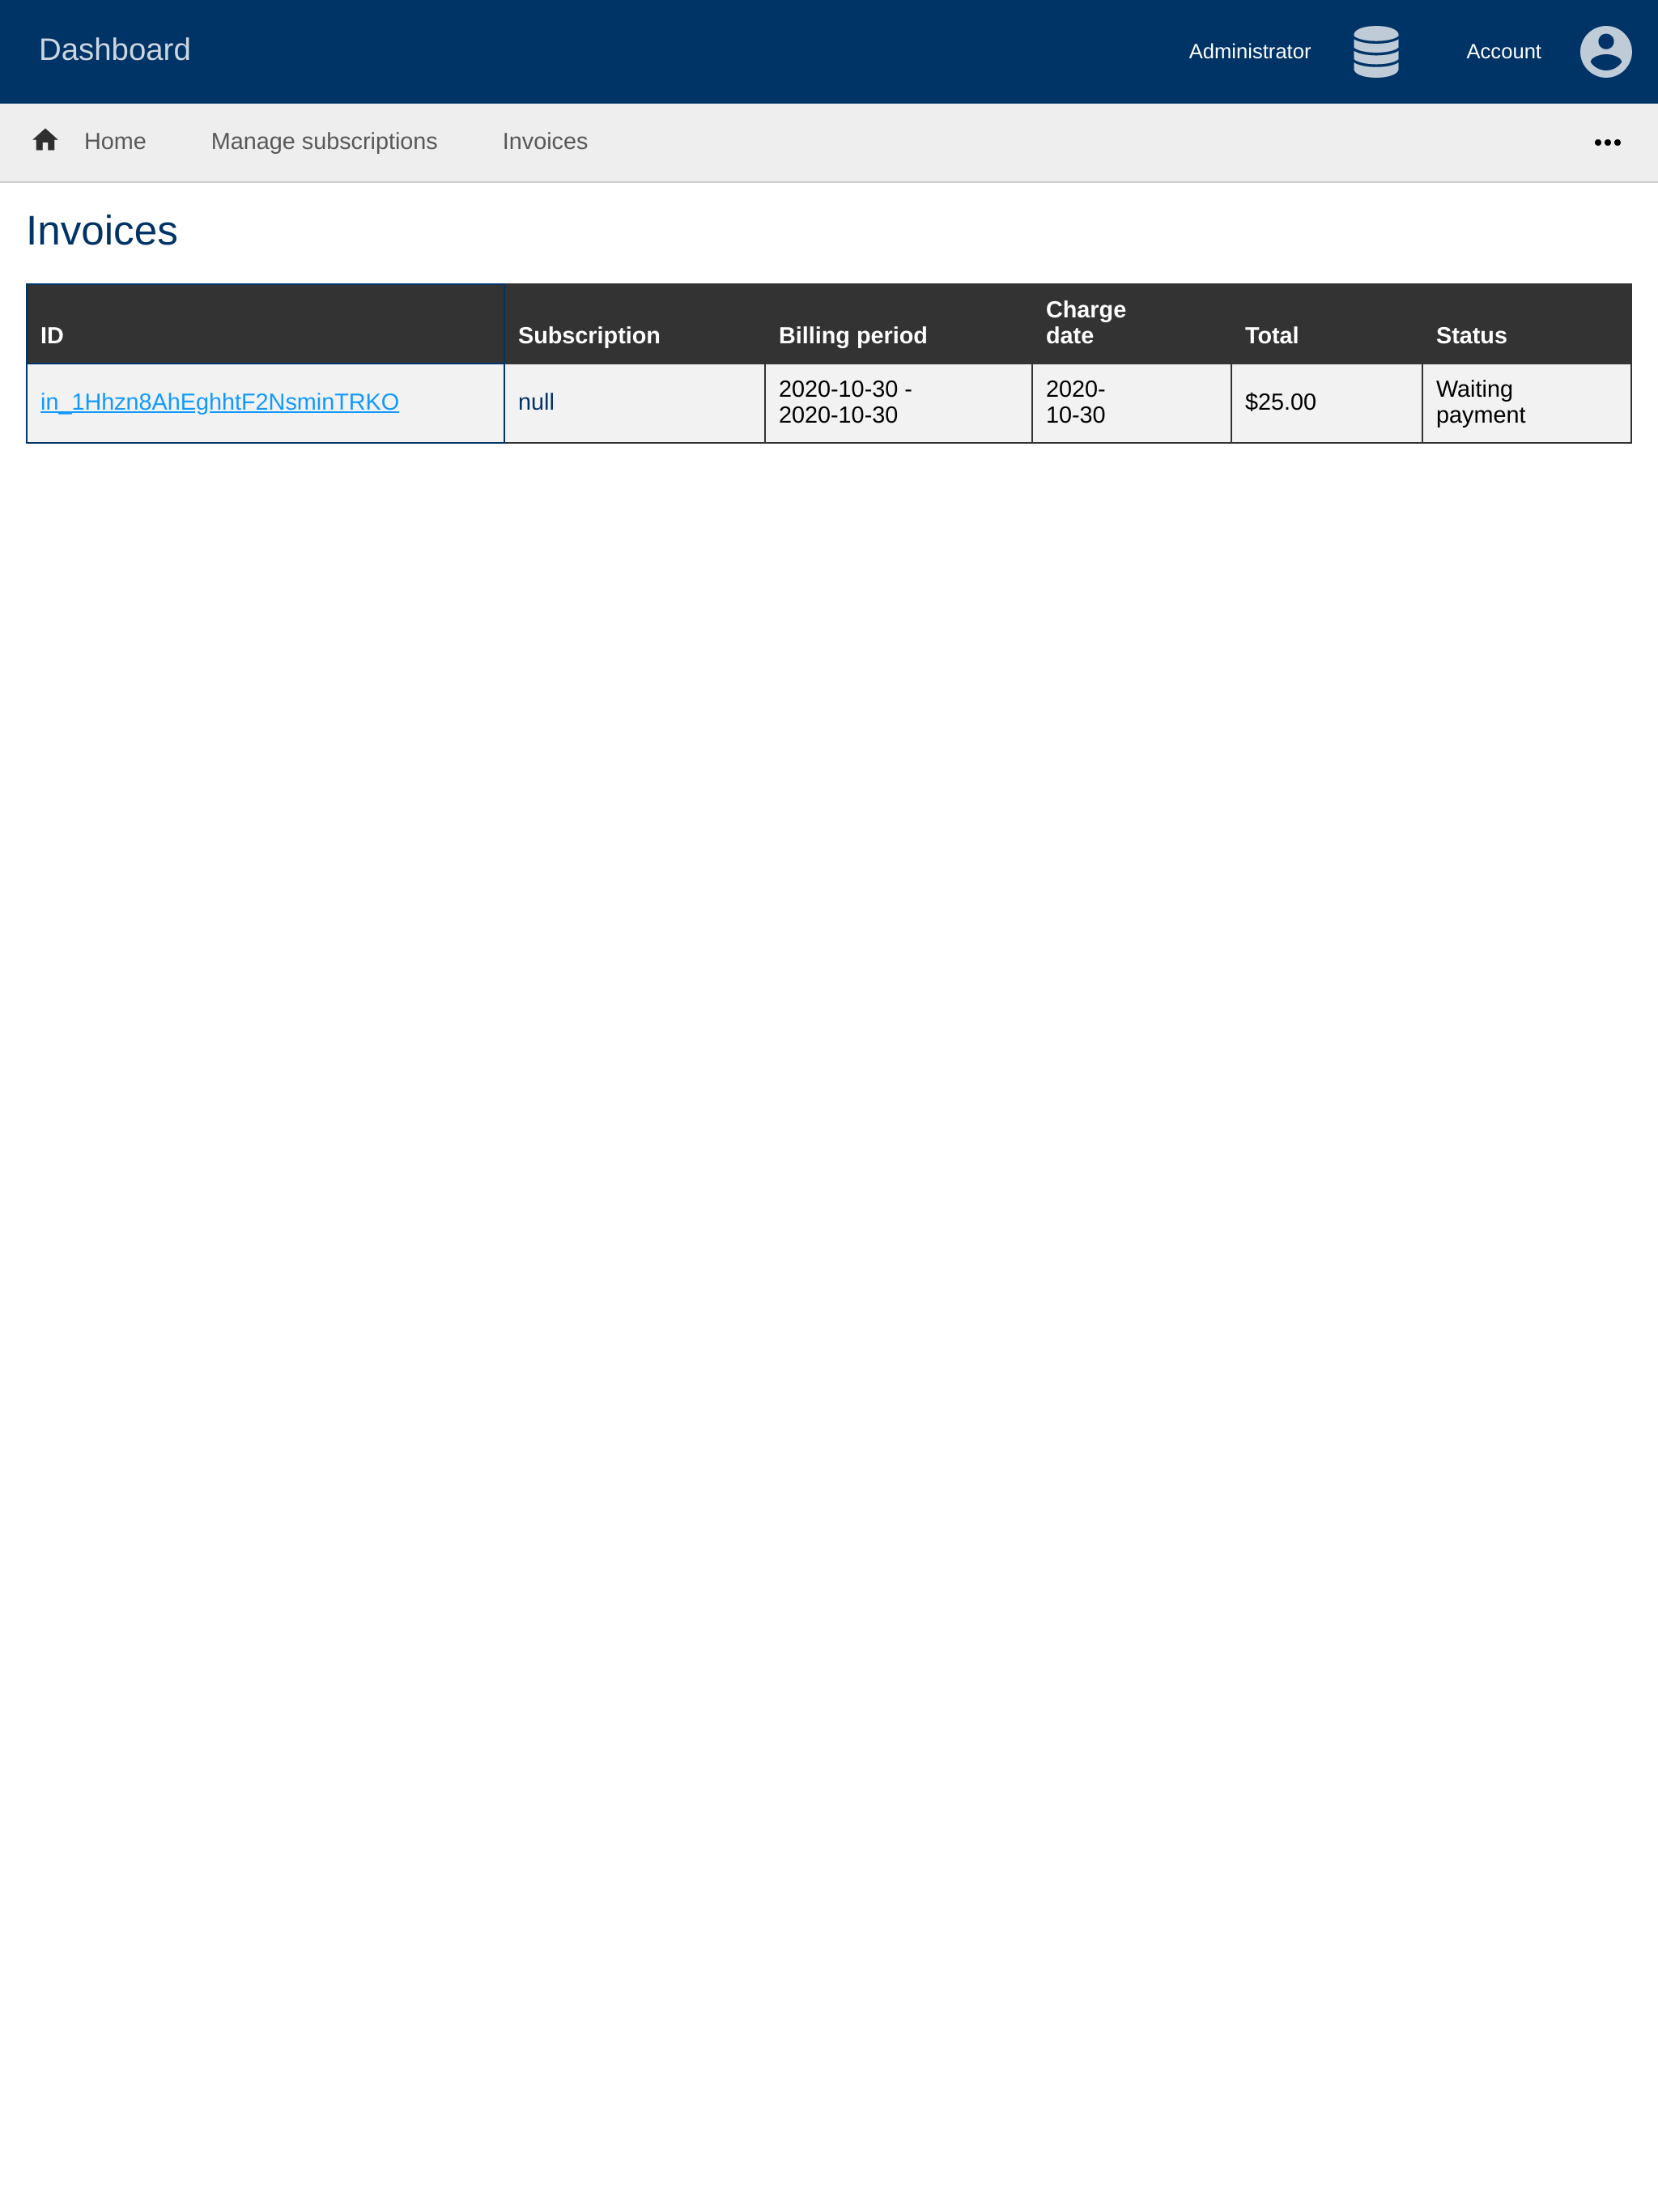 Dashboard
Administrator
Account
Home
Manage subscriptions
Invoices
Invoices
ID
Subscription
Billing period
Charge
date
Total
Status
in_1Hhzn8AhEghhtF2NsminTRKO
null
2020-10-30 -
2020-10-30
2020-
10-30
$25.00
Waiting
payment